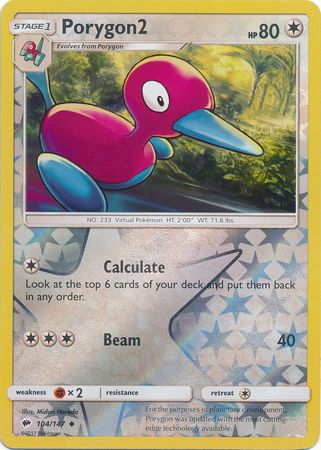 STAGE 1
Porygon2
HP 80
Evolves from Porygon
NO. 233 Virtual Pokémon HT: 2'00" WT: 71.6 lbs.
Calculate
Look at the top 6 cards of your deck and put them back
in any order.
Beam 40
weakness × 2 resistance retreat
Illus. Midori Harada
104/147
©2017 Pokémon
For the purposes of planetary development,
Porygon was updated with the most cutting-
edge technology available.